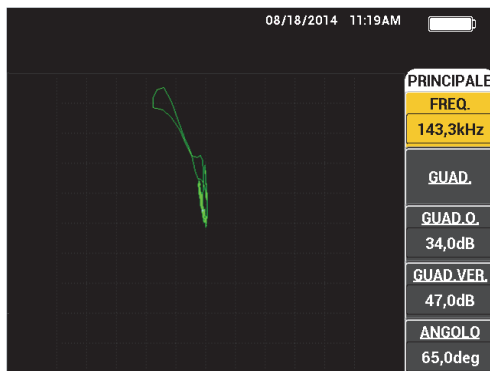 08/18/2014 11:19AM
PRINCIPALE
FREQ.
143,3kHz
GUAD.
GUAD.O.
34,0dB
GUAD.VER.
47,0dB
ANGOLO
65,0deg